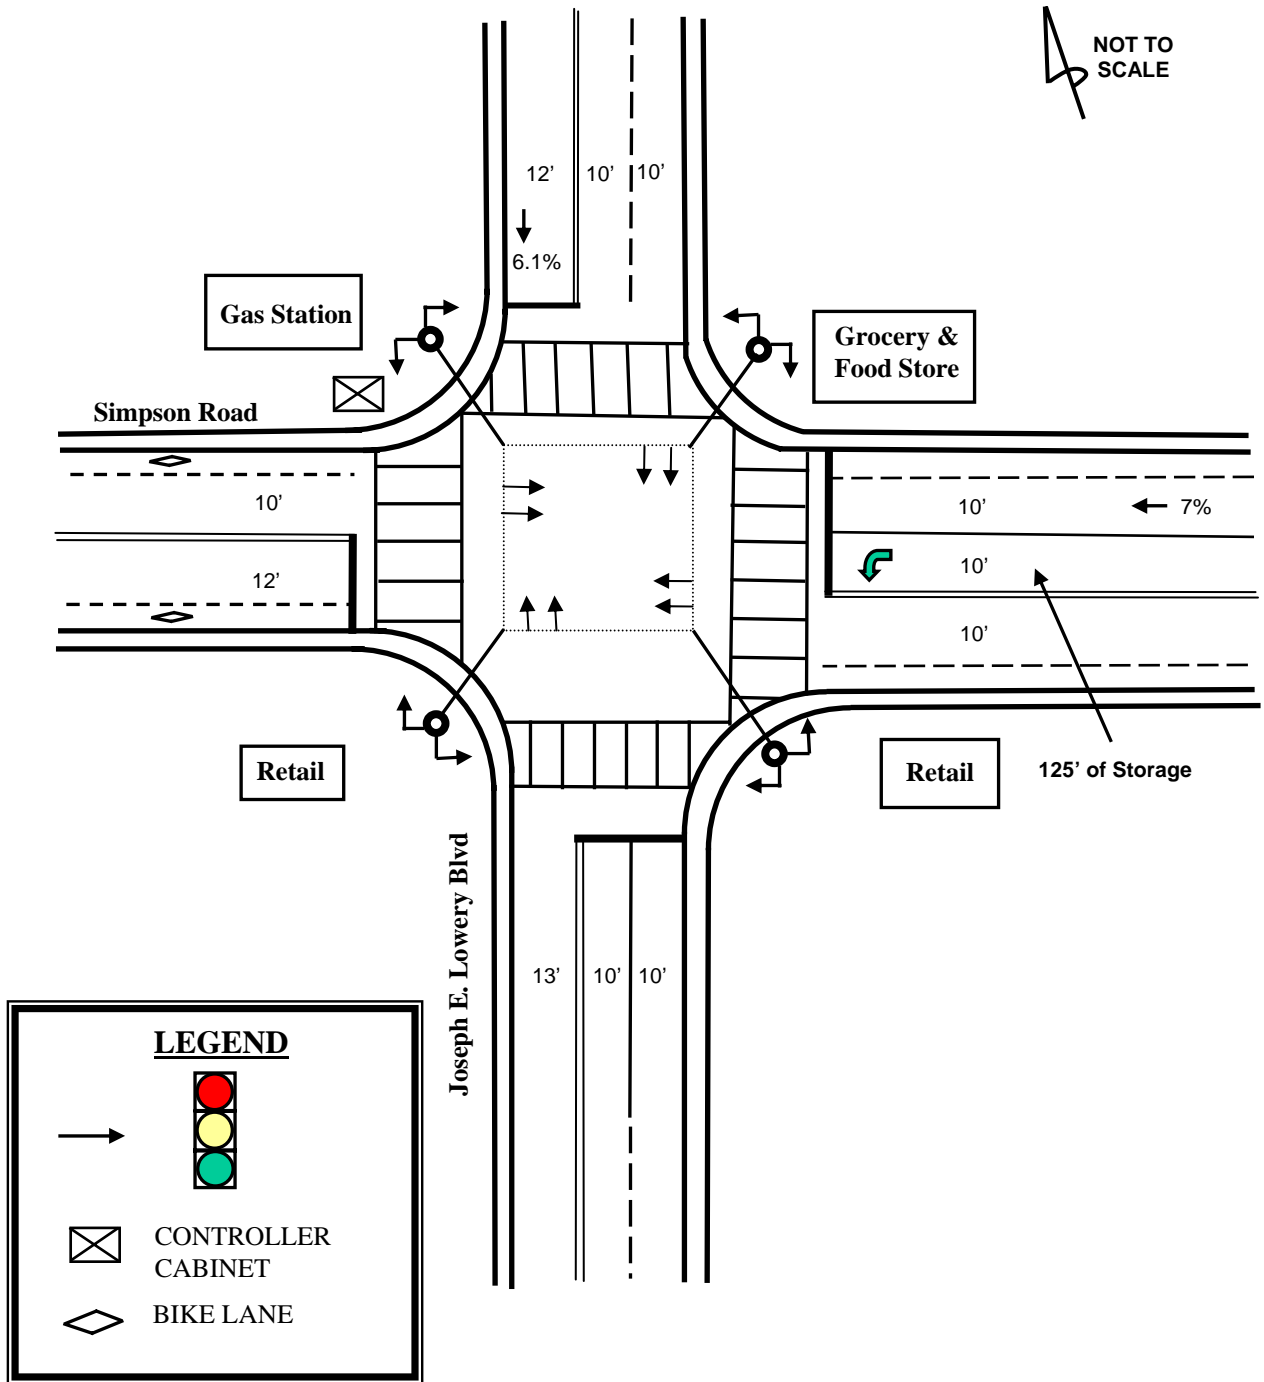 NOT TO
SCALE
12’ 10’ 10’
6.1%
Gas Station
Grocery &
Food Store
Simpson Road
10’
10’ 7%
12’
10’
10’
Retail
Retail
125’ of Storage
Joseph E. Lowery Blvd
13’ 10’ 10’
LEGEND
CONTROLLER
CABINET
BIKE LANE